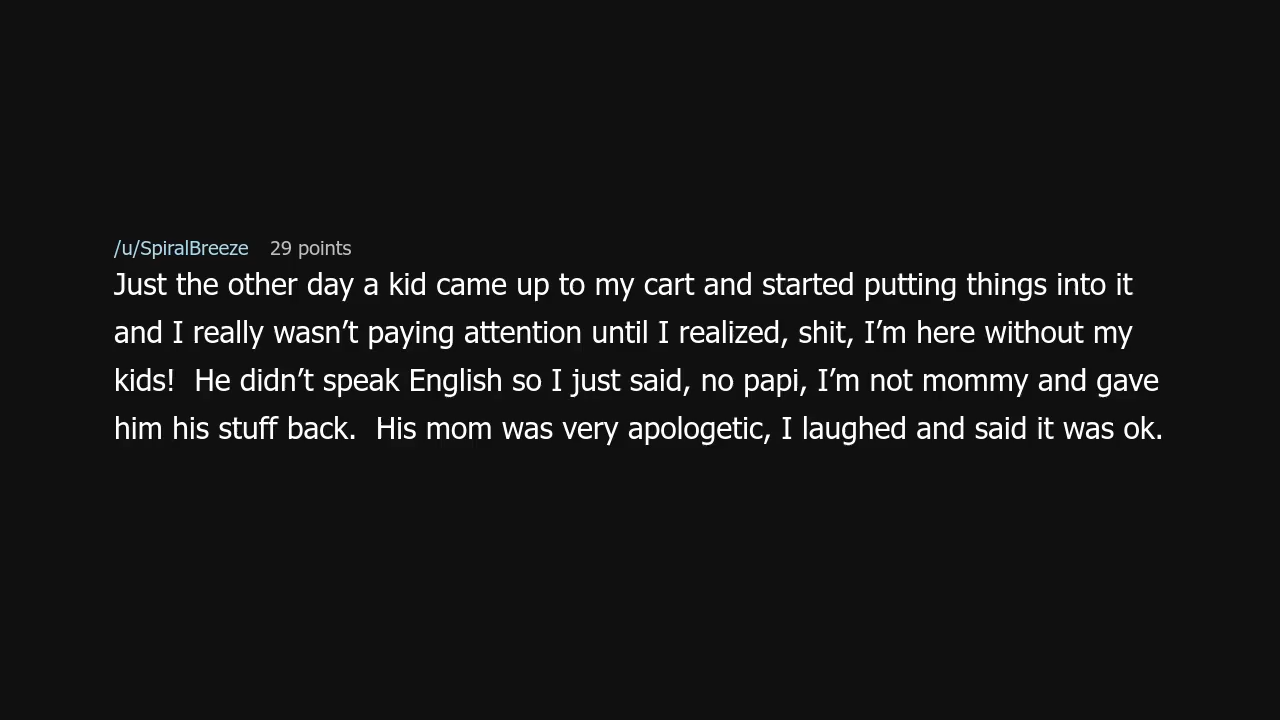 /u/SpiralBreeze 29 points
Just the other day a kid came up to my cart and started putting things into it
and I really wasn’t paying attention until I realized, shit, I’m here without my
kids!  He didn’t speak English so I just said, no papi, I’m not mommy and gave
him his stuff back.  His mom was very apologetic, I laughed and said it was ok.